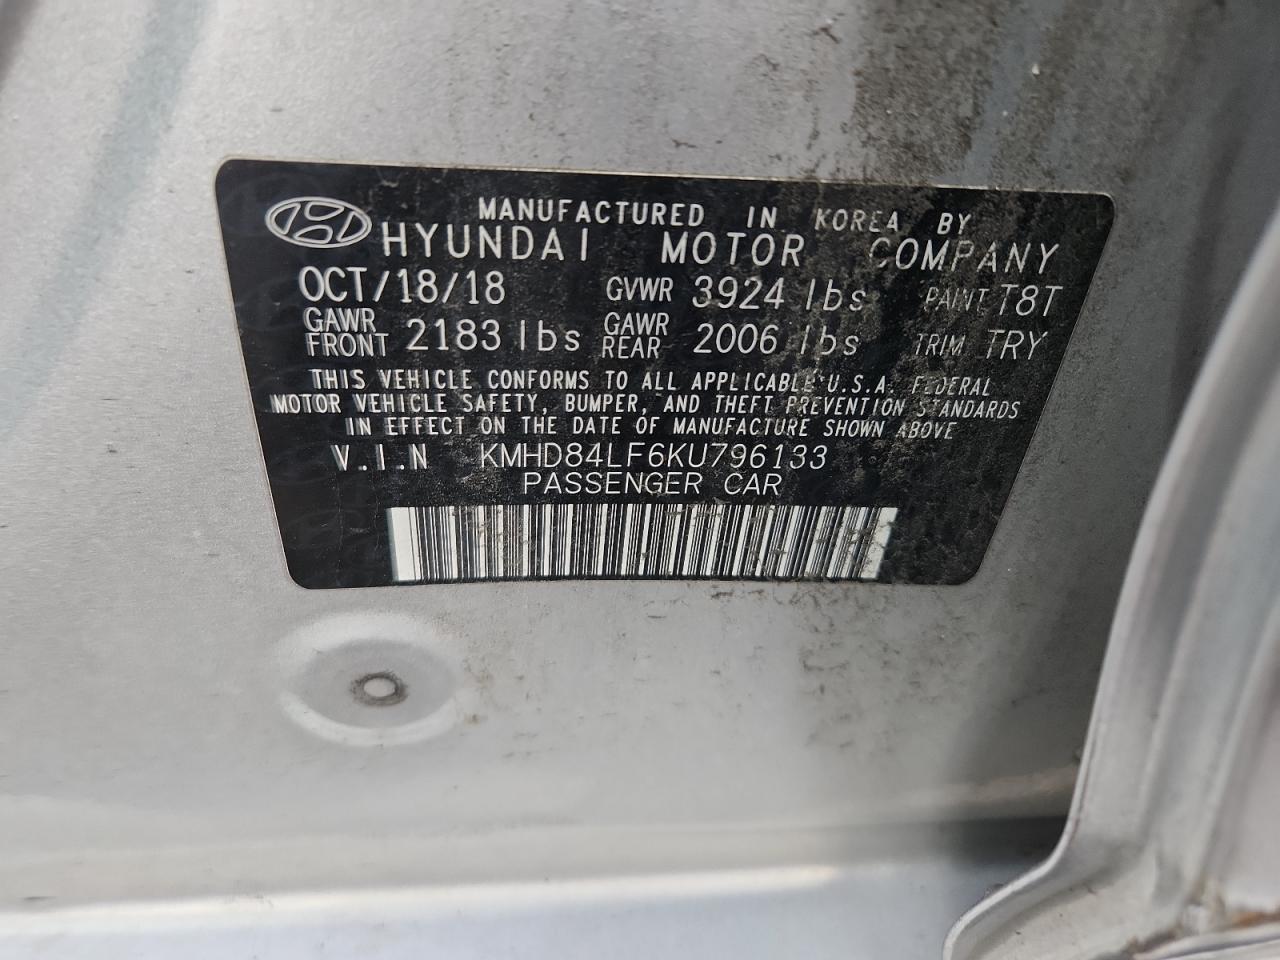 MANUFACTURED IN KOREA BY
HYUNDAI MOTOR COMPANY
OCT/18/18 GVWR 3924 lbs PAINT T8T
GAWR FRONT 2183 lbs GAWR REAR 2006 lbs TRIM TRY
THIS VEHICLE CONFORMS TO ALL APPLICABLE U.S.A. FEDERAL
MOTOR VEHICLE SAFETY, BUMPER, AND THEFT PREVENTION STANDARDS
IN EFFECT ON THE DATE OF MANUFACTURE SHOWN ABOVE
V.I.N KMHD84LF6KU796133
PASSENGER CAR